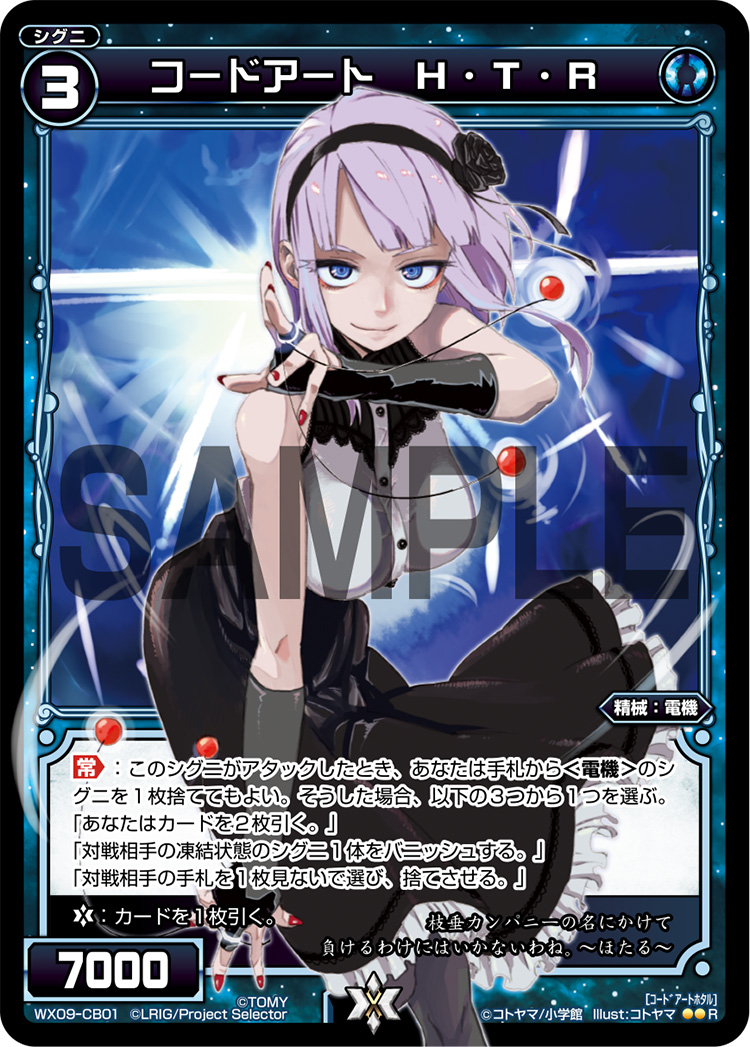 シグニ
3
コードアート H・T・R
SAMPLE
精械：電機
常：このシグニがアタックしたとき、あなたは手札から<電機>のシ
グニを１枚捨ててもよい。そうした場合、以下の３つから１つを選ぶ。
「あなたはカードを２枚引く。」
「対戦相手の凍結状態のシグニ１体をバニッシュする。」
「対戦相手の手札を１枚見ないで選び、捨てさせる。」
：カードを１枚引く。
枝垂カンパニーの名にかけて
負けるわけにはいかないわね。～ほたる～
7000
©TOMY
[コードアートホタル]
WX09-CB01 ©LRIG/Project Selector
©コトヤマ/小学館 Illust:コトヤマ R